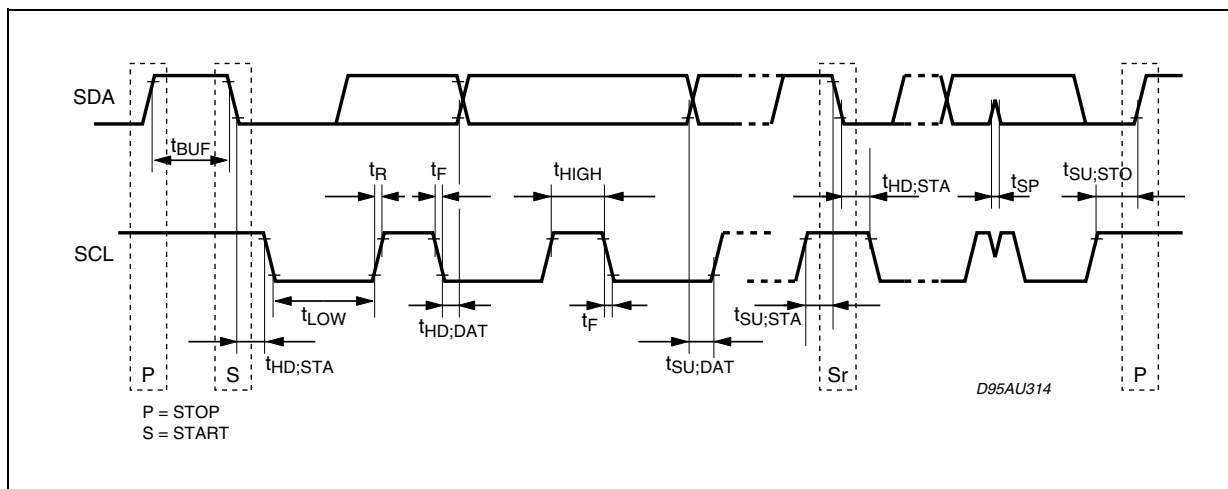 SDA
tBUF
tR
tF
tHIGH
tHD;STA
tSP
tSU;STO
SCL
tLOW
tHD;DAT
tF
tSU;STA
tHD;STA
tSU;DAT
P
S
Sr
P
D95AU314
P = STOP
S = START